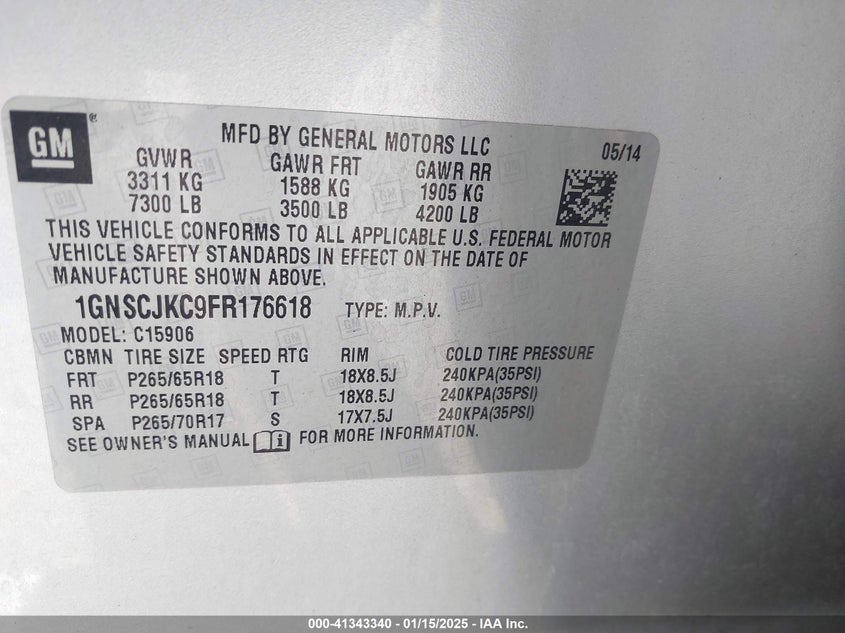 GM®
MFD BY GENERAL MOTORS LLC
05/14
GVWR GAWR FRT GAWR RR
3311 KG 1588 KG 1905 KG
7300 LB 3500 LB 4200 LB
THIS VEHICLE CONFORMS TO ALL APPLICABLE U.S. FEDERAL MOTOR
VEHICLE SAFETY STANDARDS IN EFFECT ON THE DATE OF
MANUFACTURE SHOWN ABOVE.
1GNSCJKC9FR176618 TYPE: M.P.V.
MODEL: C15906
CBMN TIRE SIZE SPEED RTG RIM COLD TIRE PRESSURE
FRT P265/65R18 T 18X8.5J 240KPA(35PSI)
RR P265/65R18 T 18X8.5J 240KPA(35PSI)
SPA P265/70R17 S 17X7.5J 240KPA(35PSI)
SEE OWNER'S MANUAL FOR MORE INFORMATION.
000-41343340 - 01/15/2025 - IAA Inc.